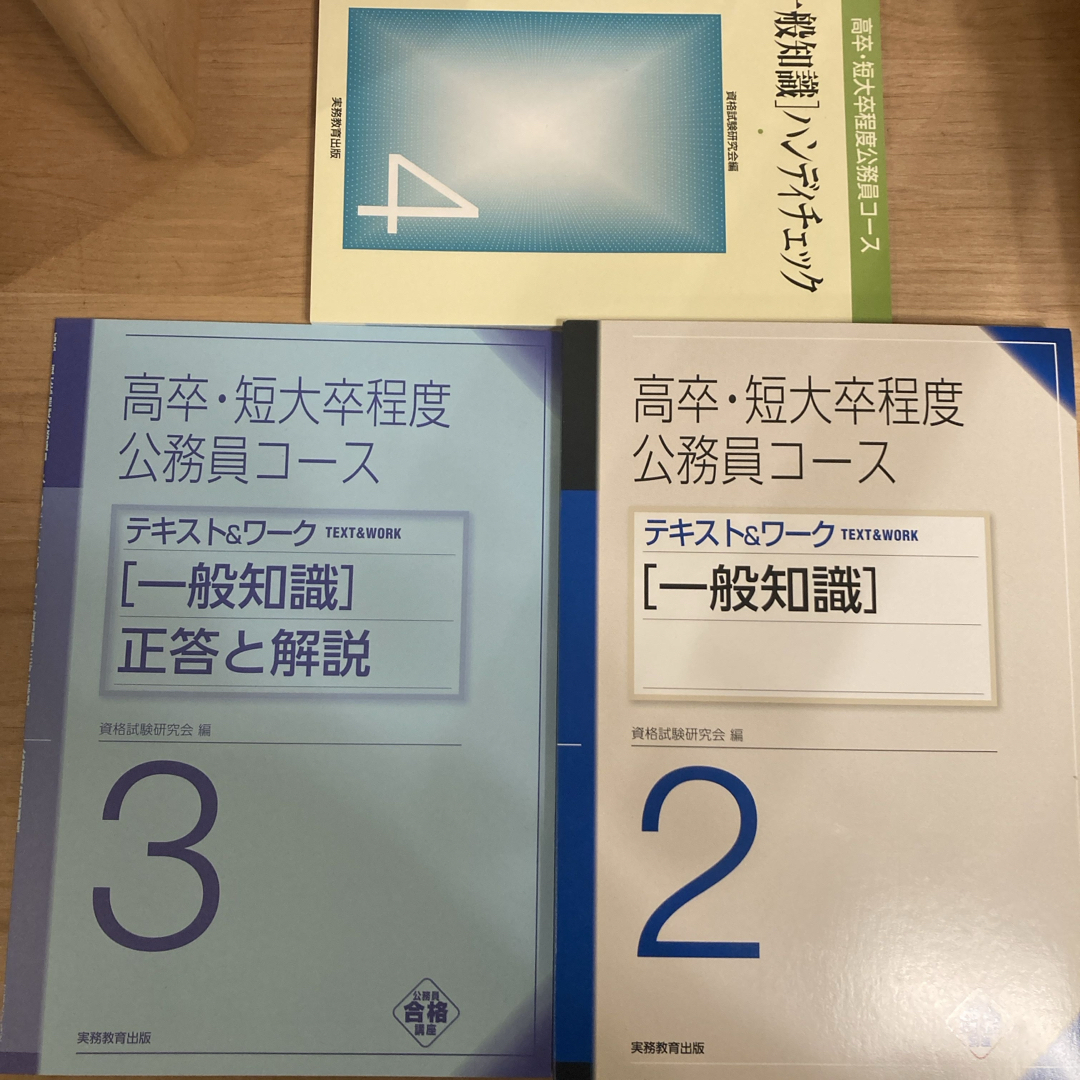 高卒・短大卒程度公務員コース
一般知識]ハンディチェック
資格試験研究会編
4
実務教育出版
高卒・短大卒程度
公務員コース
テキスト&ワーク TEXT&WORK
[一般知識]
正答と解説
資格試験研究会 編
3
公務員
合格
講座
実務教育出版
高卒・短大卒程度
公務員コース
テキスト&ワーク TEXT&WORK
[一般知識]
資格試験研究会 編
2
実務教育出版